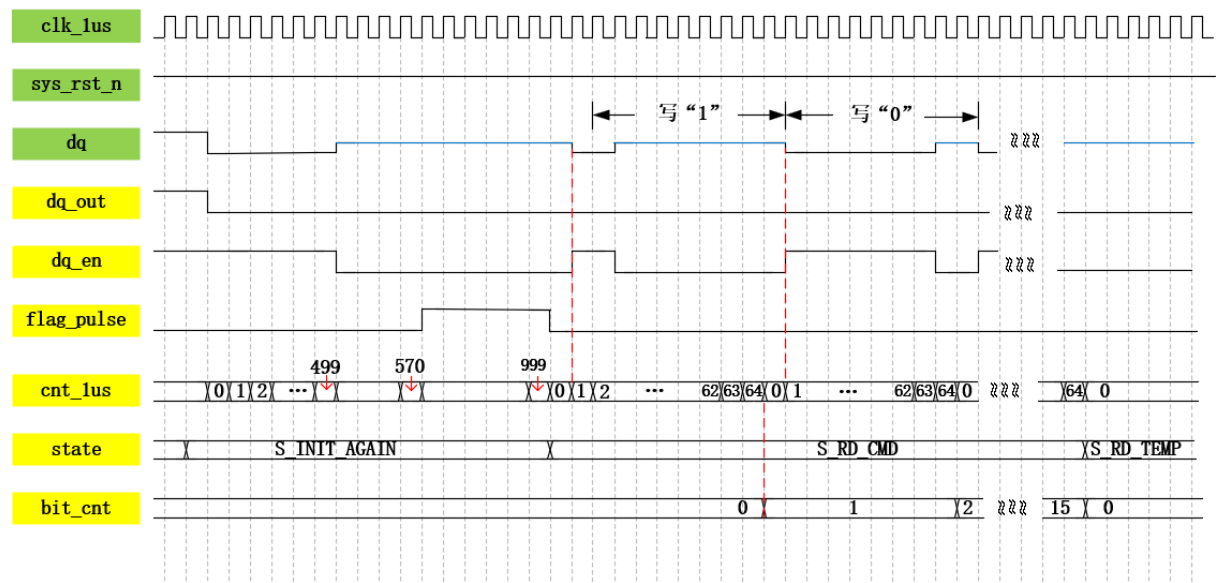 clk_1us
sys_rst_n
写“1” 写“0”
dq
dq_out
dq_en
flag_pulse
499 570 999
cnt_1us 0 1 2 ··· 0 1 2 ··· 62 63 64 0 1 ··· 62 63 64 0 64 0
state S_INIT_AGAIN S_RD_CMD S_RD_TEMP
bit_cnt 0 1 2 15 0